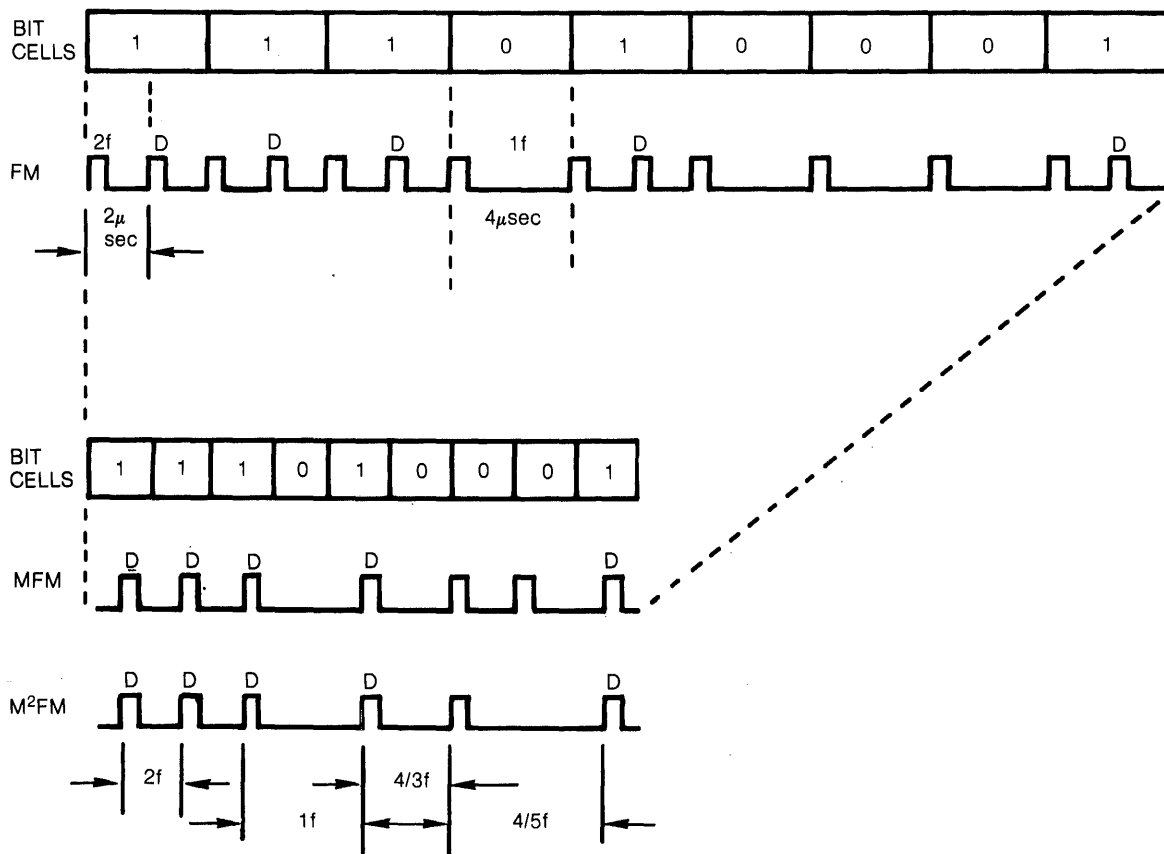 BIT CELLS 1 1 1 0 1 0 0 0 1
2f D D D 1f D D
FM
2μ sec
4μsec
BIT CELLS 1 1 1 0 1 0 0 0 1
D D D D D
MFM
D D D D D
M²FM
2f 4/3f
1f 4/5f